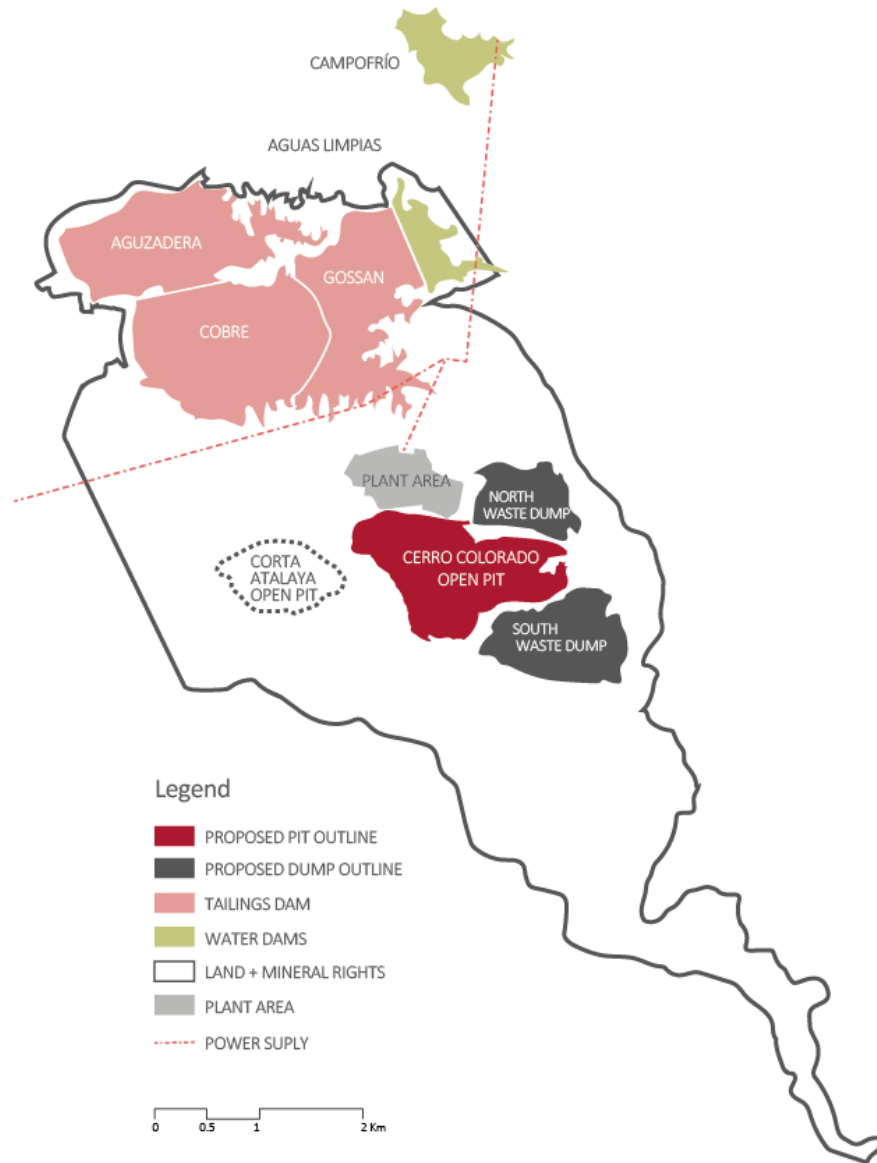 CAMPOFRÍO
AGUAS LIMPIAS
AGUZADERA
GOSSAN
COBRE
PLANT AREA
NORTH
WASTE DUMP
CERRO COLORADO
OPEN PIT
CORTA
ATALAYA
OPEN PIT
SOUTH
WASTE DUMP
Legend
PROPOSED PIT OUTLINE
PROPOSED DUMP OUTLINE
TAILINGS DAM
WATER DAMS
LAND + MINERAL RIGHTS
PLANT AREA
POWER SUPLY
0 0.5 1 2 Km